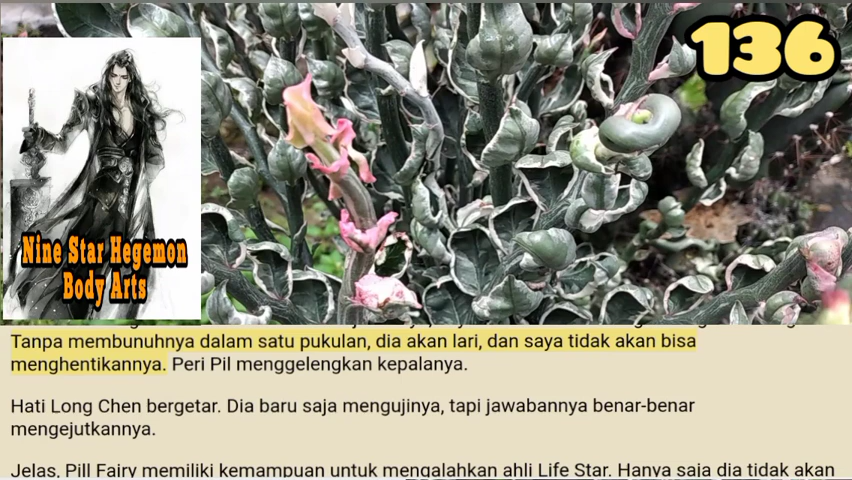 136
Nine Star Hegemon
Body Arts
Tanpa membunuhnya dalam satu pukulan, dia akan lari, dan saya tidak akan bisa
menghentikannya. Peri Pil menggelengkan kepalanya.
Hati Long Chen bergetar. Dia baru saja mengujinya, tapi jawabannya benar-benar
mengejutkannya.
Jelas, Pill Fairy memiliki kemampuan untuk mengalahkan ahli Life Star. Hanya saja dia tidak akan